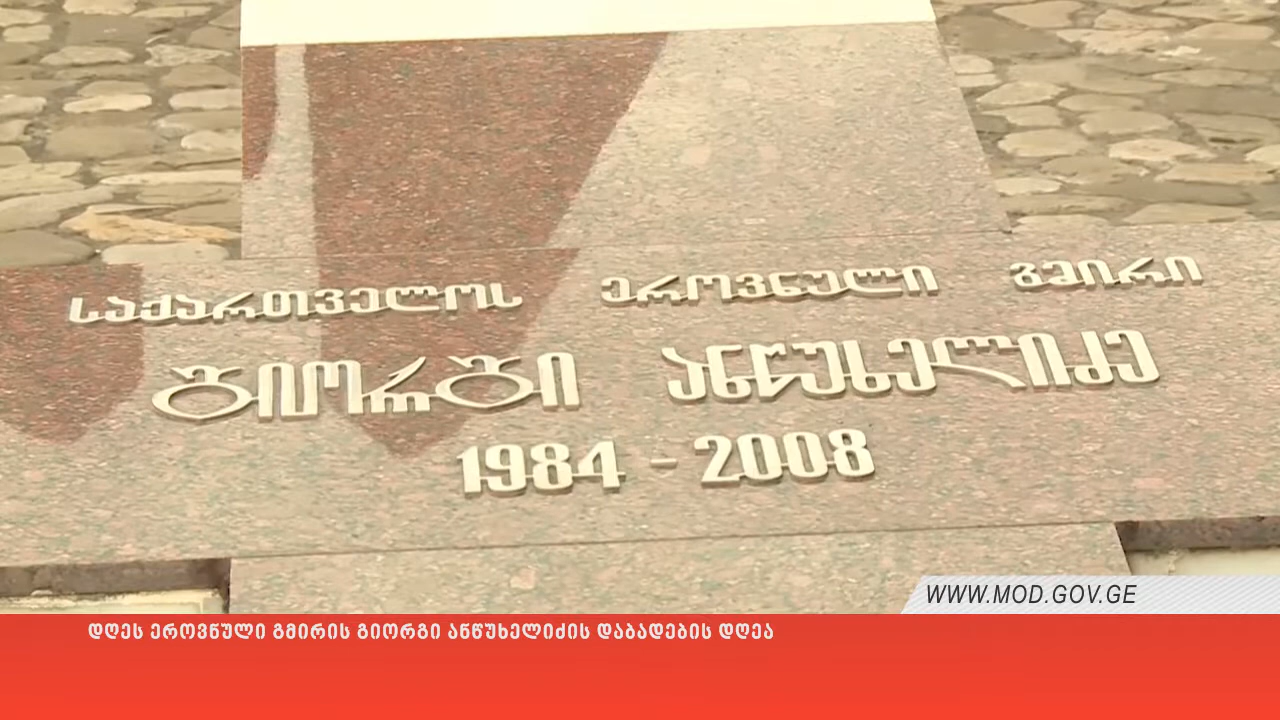 საქართველოს ეროვნული გმირი
გიორგი ანწუხელიძე
1984 - 2008
WWW.MOD.GOV.GE
დღეს ეროვნული გმირის გიორგი ანწუხელიძის დაბადების დღეა